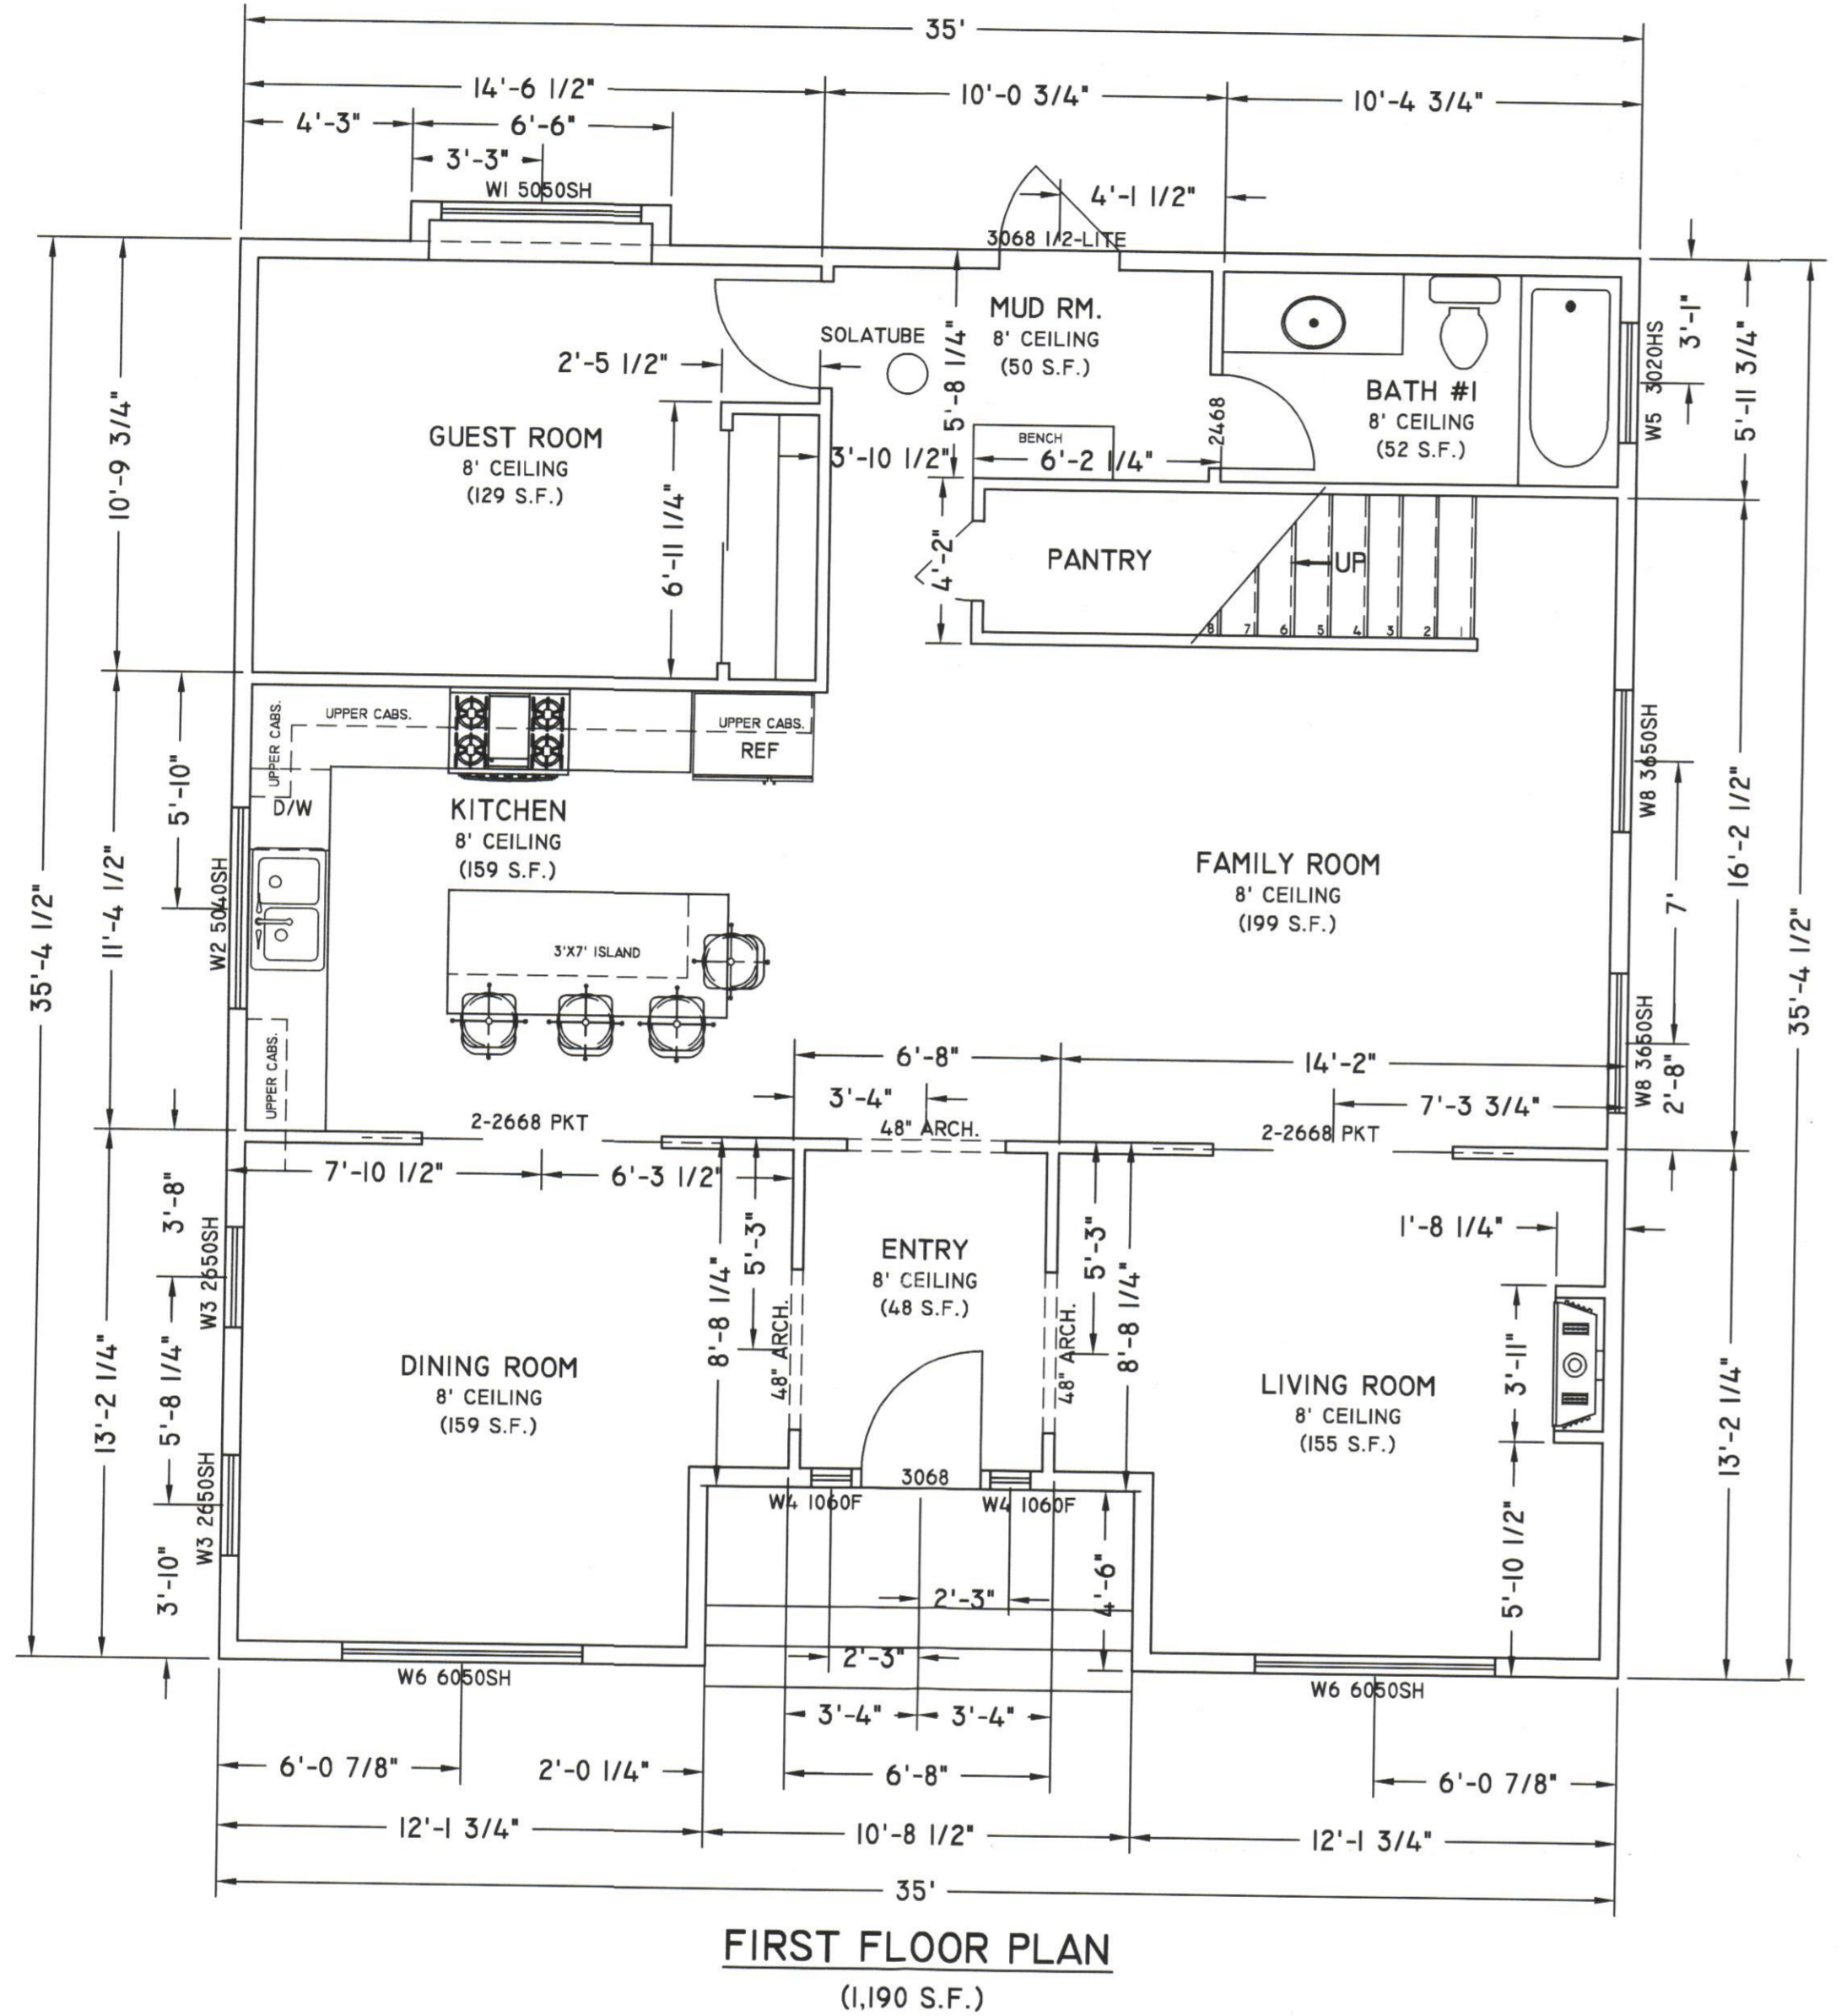 35'
14'-6 1/2"
10'-0 3/4"
10'-4 3/4"
4'-3"
6'-6"
3'-3"
W1 5050SH
4'-1 1/2"
3068 1/2-LITE
MUD RM.
8' CEILING
(50 S.F.)
SOLATUBE
2'-5 1/2"
5'-8 1/4"
3'-1"
W5 3020HS
5'-11 3/4"
BATH #1
8' CEILING
(52 S.F.)
2468
10'-9 3/4"
GUEST ROOM
8' CEILING
(129 S.F.)
BENCH
3'-10 1/2"
6'-2 1/4"
6'-11 1/4"
4'-2"
PANTRY
UP
8
7
6
5
4
3
2
1
UPPER CABS.
UPPER CABS.
UPPER CABS.
REF
D/W
5'-10"
KITCHEN
8' CEILING
(159 S.F.)
W8 3650SH
16'-2 1/2"
FAMILY ROOM
8' CEILING
(199 S.F.)
7'
35'-4 1/2"
11'-4 1/2"
W2 5040SH
35'-4 1/2"
3'X7' ISLAND
UPPER CABS.
6'-8"
14'-2"
W8 3650SH
2'-8"
3'-4"
7'-3 3/4"
2-2668 PKT
48" ARCH.
2-2668 PKT
7'-10 1/2"
6'-3 1/2"
3'-8"
W3 2650SH
5'-3"
5'-3"
1'-8 1/4"
ENTRY
8' CEILING
(48 S.F.)
8'-8 1/4"
8'-8 1/4"
48" ARCH.
48" ARCH.
13'-2 1/4"
5'-8 1/4"
DINING ROOM
8' CEILING
(159 S.F.)
LIVING ROOM
8' CEILING
(155 S.F.)
3'-11"
13'-2 1/4"
3068
W4 1060F
W4 1060F
W3 2650SH
3'-10"
5'-10 1/2"
4'-6"
2'-3"
2'-3"
W6 6050SH
W6 6050SH
3'-4"
3'-4"
6'-0 7/8"
2'-0 1/4"
6'-8"
6'-0 7/8"
12'-1 3/4"
10'-8 1/2"
12'-1 3/4"
35'
FIRST FLOOR PLAN
(1,190 S.F.)